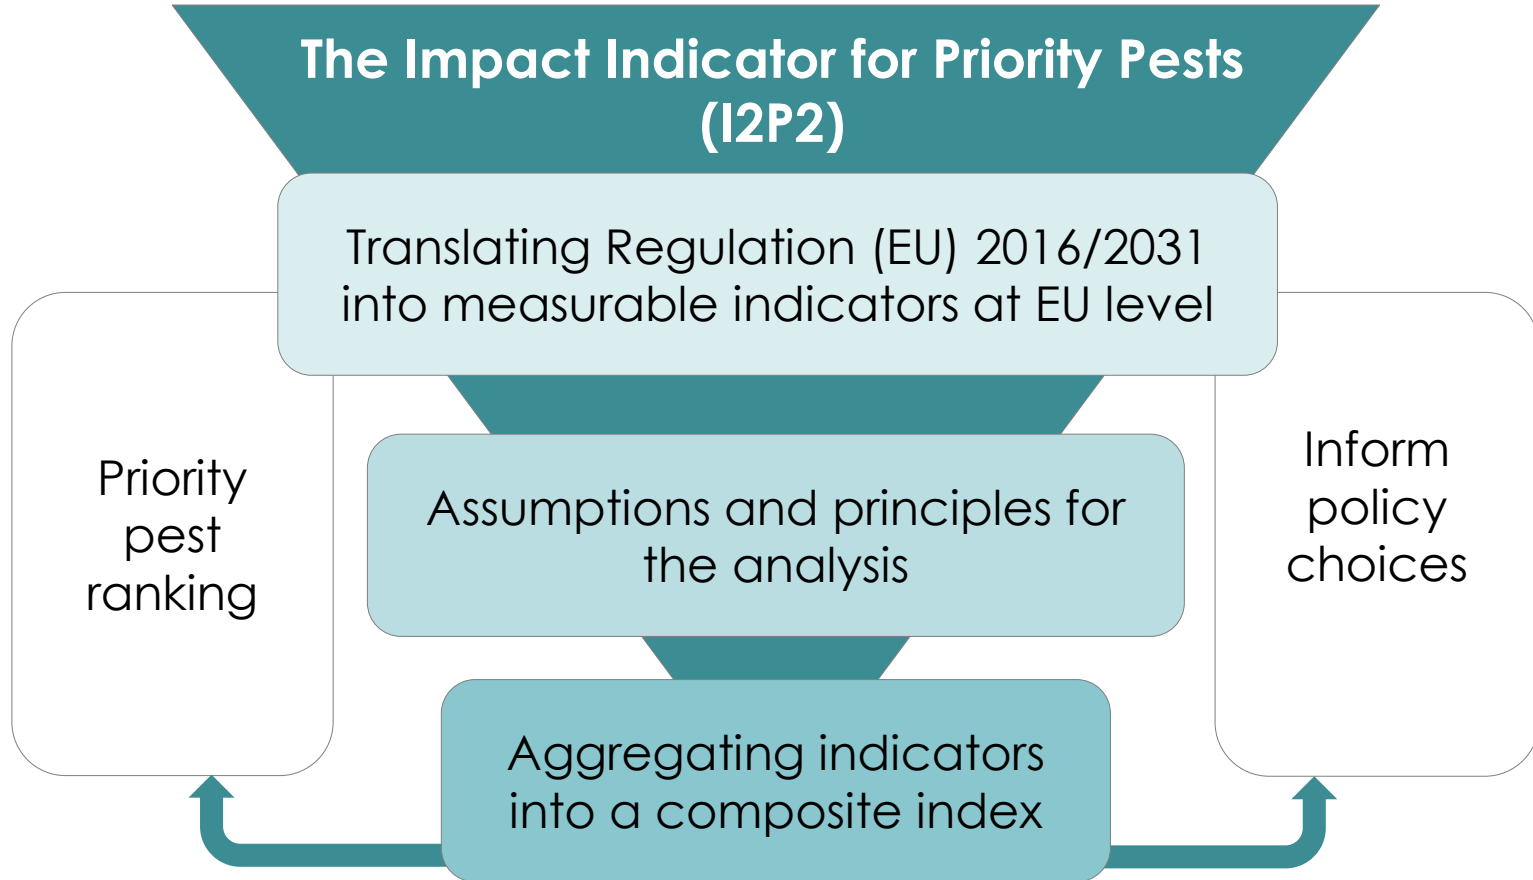 The Impact Indicator for Priority Pests
(I2P2)
Translating Regulation (EU) 2016/2031
into measurable indicators at EU level
Priority
pest
ranking
Assumptions and principles for
the analysis
Inform
policy
choices
Aggregating indicators
into a composite index